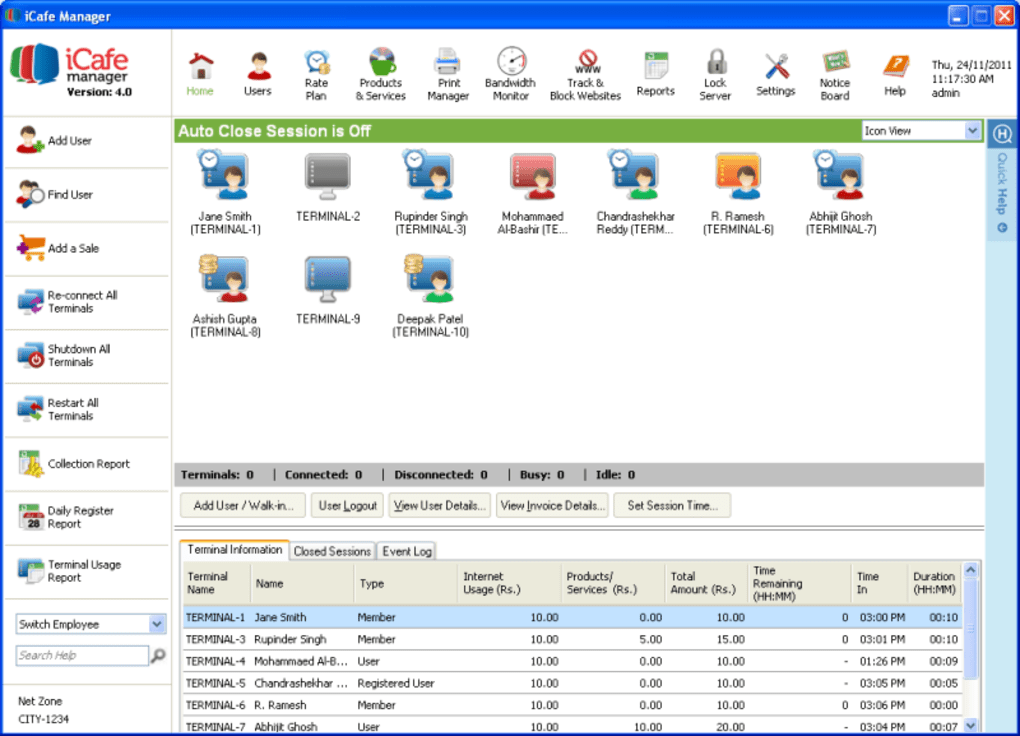 iCafe Manager
iCafe
manager
Version: 4.0
Home
Users
Rate
Plan
Products
& Services
Print
Manager
Bandwidth
Monitor
WWW
Track &
Block Websites
Reports
Lock
Server
Settings
Notice
Board
Help
Thu, 24/11/2011
11:17:30 AM
admin
Add User
Find User
Add a Sale
Re-connect All
Terminals
Shutdown All
Terminals
Restart All
Terminals
Collection Report
28
Daily Register
Report
Terminal Usage
Report
Switch Employee
Search Help
Net Zone
CITY-1234
Auto Close Session is Off
Icon View
Quick Help
Jane Smith
(TERMINAL-1)
TERMINAL-2
Rupinder Singh
(TERMINAL-3)
Mohammaed
Al-Bashir (TE...
Chandrashekhar
Reddy (TERM...
R. Ramesh
(TERMINAL-6)
Abhijit Ghosh
(TERMINAL-7)
Ashish Gupta
(TERMINAL-8)
TERMINAL-9
Deepak Patel
(TERMINAL-10)
Terminals: 0 | Connected: 0 | Disconnected: 0 | Busy: 0 | Idle: 0
Add User / Walk-in... User Logout View User Details... View Invoice Details... Set Session Time...
Terminal Information Closed Sessions Event Log
Terminal
Name
Name
Type
Internet
Usage (Rs.)
Products/
Services (Rs.)
Total
Amount (Rs.)
Time
Remaining
(HH:MM)
Time
In
Duration
(HH:MM)
TERMINAL-1 Jane Smith Member 10.00 0.00 10.00 0 03:00 PM 00:10
TERMINAL-3 Rupinder Singh Member 10.00 5.00 15.00 0 03:01 PM 00:10
TERMINAL-4 Mohammaed Al-B... User 10.00 0.00 10.00 - 01:26 PM 00:09
TERMINAL-5 Chandrashekhar ... Registered User 10.00 0.00 10.00 - 03:05 PM 00:05
TERMINAL-6 R. Ramesh Member 10.00 0.00 10.00 0 03:06 PM 00:00
TERMINAL-7 Abhijit Ghosh User 10.00 10.00 20.00 - 03:04 PM 00:07